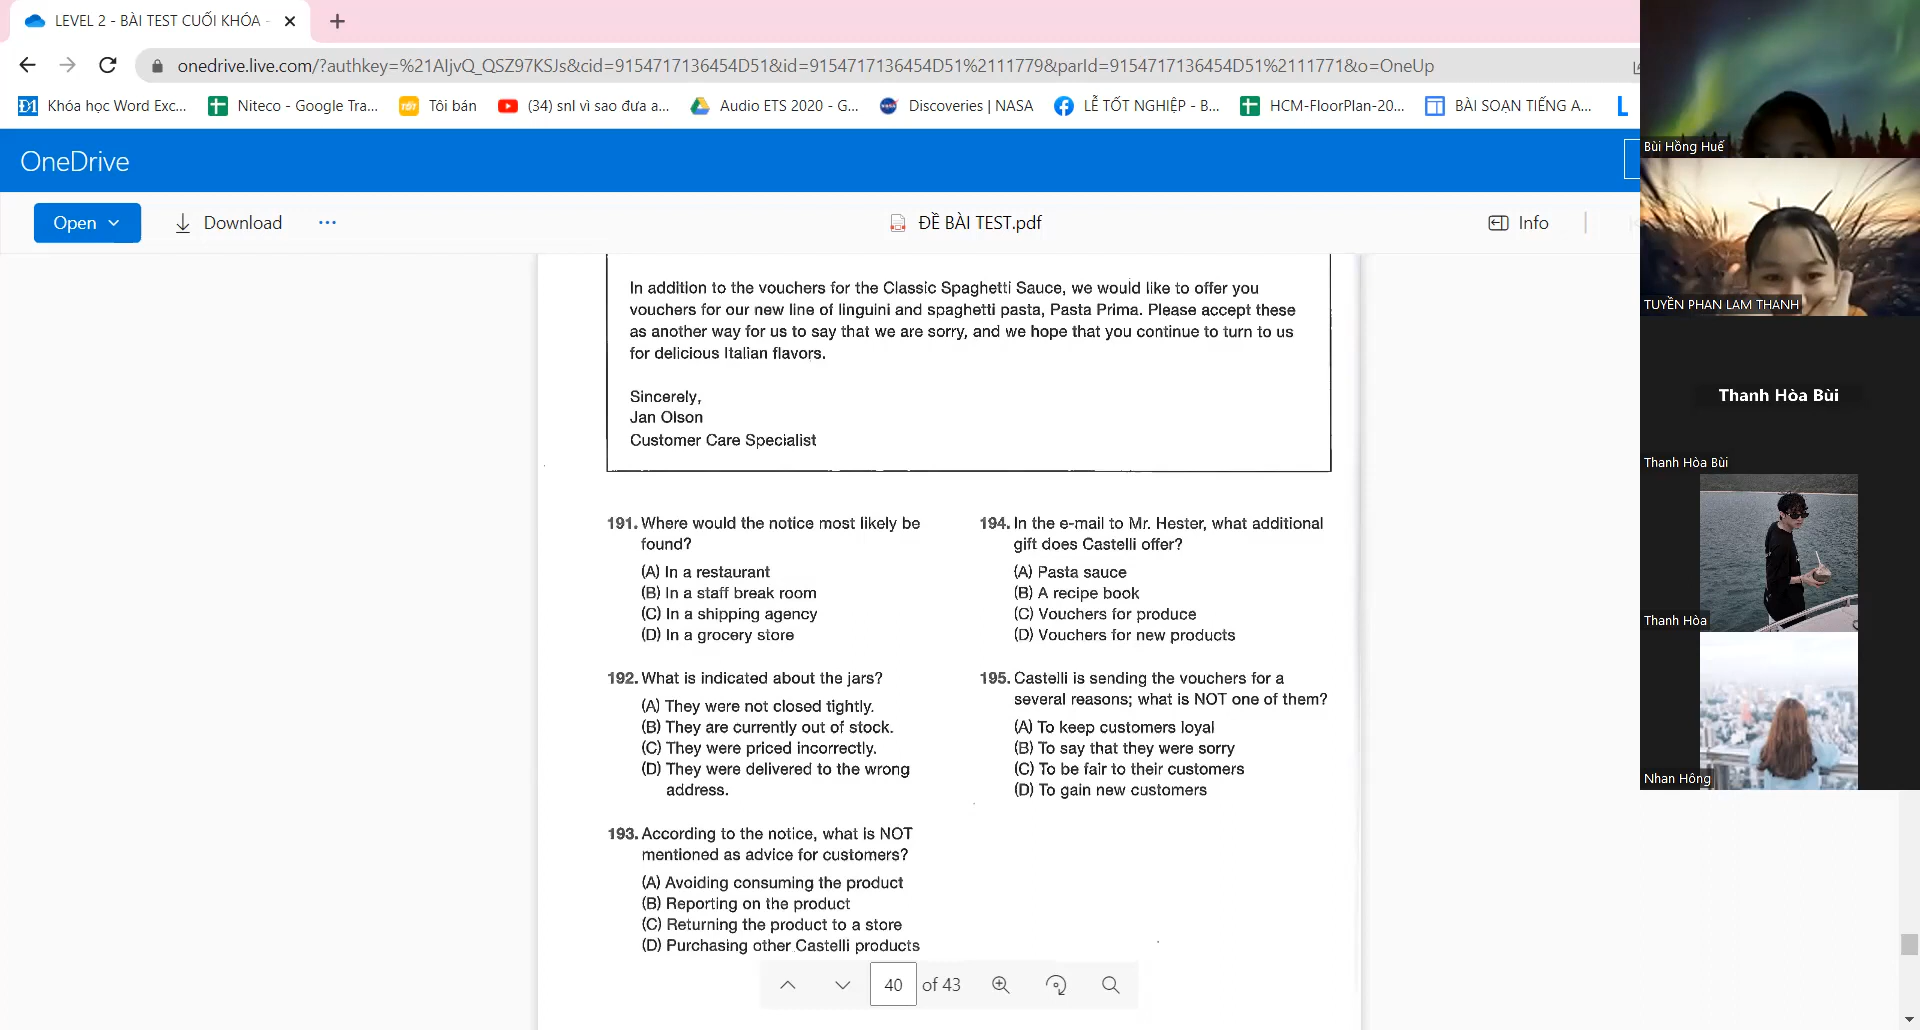 LEVEL 2 - BÀI TEST CUỐI KHÓA -
onedrive.live.com/?authkey=%21AljvQ_QSZ97KSJs&cid=9154717136454D51&id=9154717136454D51%2111779&parId=9154717136454D51%2111771&o=OneUp
Khóa học Word Exc... Niteco - Google Tra... Tôi bán (34) snl vì sao đưa a... Audio ETS 2020 - G... Discoveries | NASA LỄ TỐT NGHIỆP - B... HCM-FloorPlan-20... BÀI SOẠN TIẾNG A...
OneDrive
Open Download ... ĐỀ BÀI TEST.pdf Info
In addition to the vouchers for the Classic Spaghetti Sauce, we would like to offer you
vouchers for our new line of linguini and spaghetti pasta, Pasta Prima. Please accept these
as another way for us to say that we are sorry, and we hope that you continue to turn to us
for delicious Italian flavors.
Sincerely,
Jan Olson
Customer Care Specialist
191. Where would the notice most likely be
found?
(A) In a restaurant
(B) In a staff break room
(C) In a shipping agency
(D) In a grocery store
192. What is indicated about the jars?
(A) They were not closed tightly.
(B) They are currently out of stock.
(C) They were priced incorrectly.
(D) They were delivered to the wrong
address.
193. According to the notice, what is NOT
mentioned as advice for customers?
(A) Avoiding consuming the product
(B) Reporting on the product
(C) Returning the product to a store
(D) Purchasing other Castelli products
194. In the e-mail to Mr. Hester, what additional
gift does Castelli offer?
(A) Pasta sauce
(B) A recipe book
(C) Vouchers for produce
(D) Vouchers for new products
195. Castelli is sending the vouchers for a
several reasons; what is NOT one of them?
(A) To keep customers loyal
(B) To say that they were sorry
(C) To be fair to their customers
(D) To gain new customers
40 of 43
Bùi Hồng Huế
TUYỀN PHAN LAM THANH
Thanh Hòa Bùi
Thanh Hòa Bùi
Thanh Hòa
Nhan Hồng